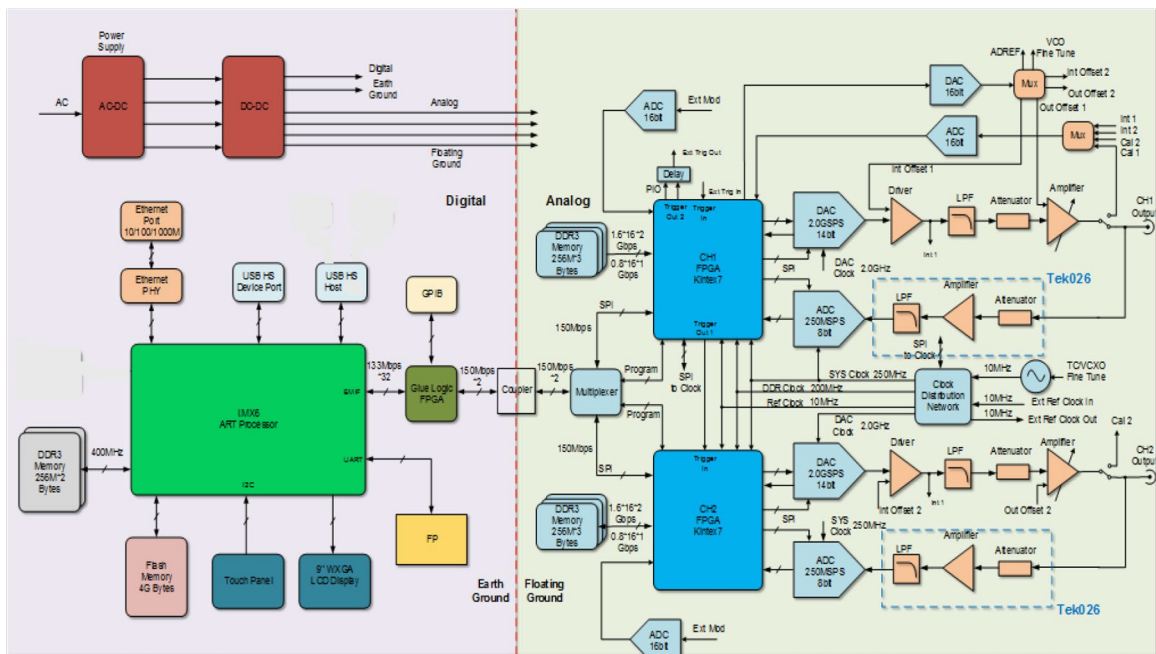 Power
Supply
AC
AC-DC
DC-DC
Digital
Earth
Ground
Analog
Floating
Ground
Digital
Analog
Ethernet
Port
10/100/1000M
Ethernet
PHY
USB HS
Device Port
USB HS
Host
GPIB
IMX6
ART Processor
EMIF
UART
I2C
133Mbps
*32
Glue Logic
FPGA
150Mbps
*2
Coupler
150Mbps
*2
Multiplexer
DDR3
Memory
256M*2
Bytes
400MHz
Flash
Memory
4G Bytes
Touch Panel
9" WXGA
LCD Display
FP
Earth
Ground
Floating
Ground
ADC
16bit
Ext Mod
Ext Trig Out
Delay
PIO
Ext Trig In
Trigger
Out 2
Trigger
In
DDR3
Memory
256M*3
Bytes
1.6*16*2
Gbps
0.8*16*1
Gbps
CH1
FPGA
Kintex7
Trigger
Out 1
SPI
150Mbps
Program
Program
150Mbps
SPI
SPI
to Clock
DAC
16bit
ADC
16bit
ADREF
VCO
Fine Tune
Mux
Int Offset 2
Out Offset 2
Out Offset 1
Mux
Int 1
Int 2
Cal 2
Cal 1
Int Offset 1
DAC
2.0GSPS
14bit
Driver
Int 1
LPF
Attenuator
Amplifier
CH1
Output
SPI
DAC
Clock
2.0GHz
ADC
250MSPS
8bit
LPF
Amplifier
Attenuator
Tek026
SPI
to Clock
SYS Clock 250MHz
DDR Clock 200MHz
Ref Clock 10MHz
Clock
Distribution
Network
10MHz
TCVCXO
Fine Tune
10MHz
Ext Ref Clock In
10MHz
Ext Ref Clock Out
DAC
Clock
2.0GHz
Trigger
In
CH2
FPGA
Kintex7
DDR3
Memory
256M*3
Bytes
1.6*16*2
Gbps
0.8*16*1
Gbps
DAC
2.0GSPS
14bit
Driver
Int Offset 2
Int 1
LPF
Attenuator
Amplifier
Out Offset 2
Cal 2
CH2
Output
SPI
SYS
Clock
250MHz
ADC
250MSPS
8bit
LPF
Amplifier
Attenuator
Tek026
ADC
16bit
Ext Mod